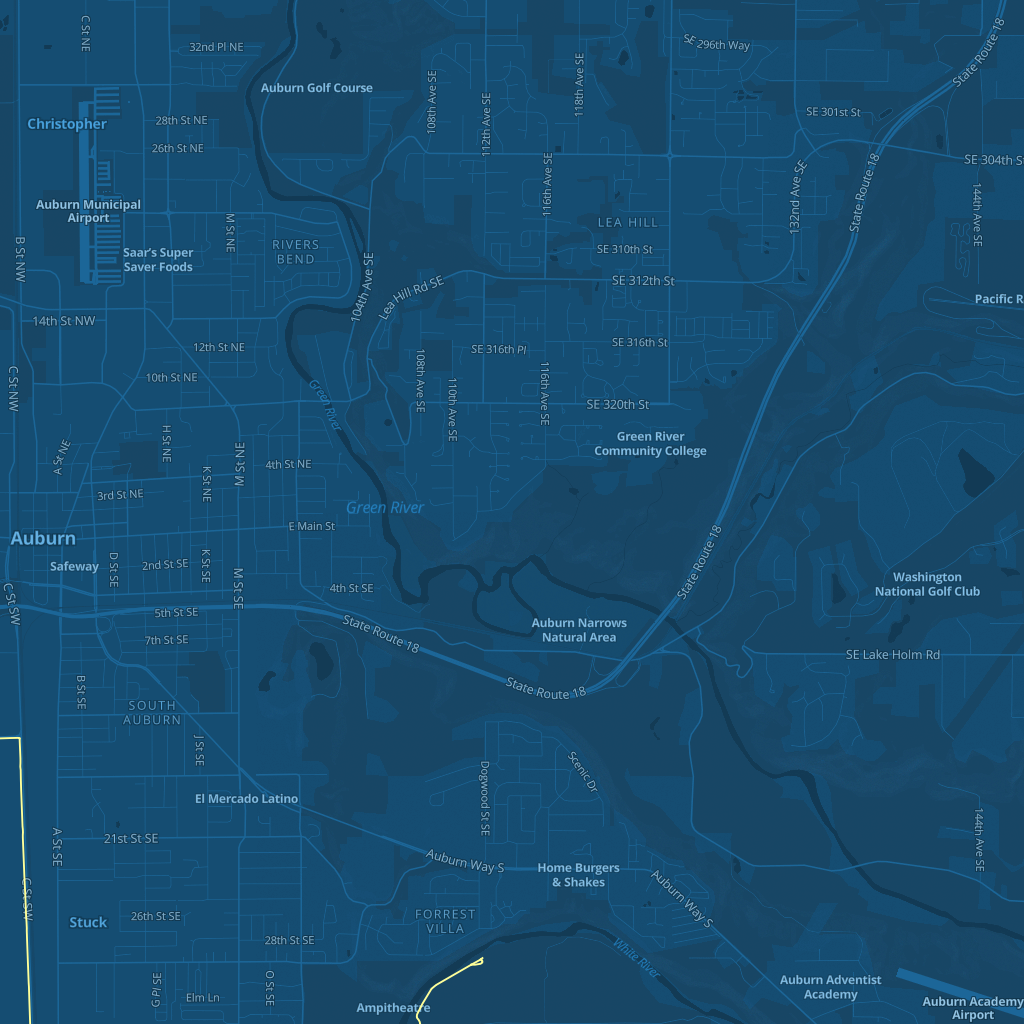 C St NE
32nd Pl NE
SE 296th Way
State Route 18
Auburn Golf Course
108th Ave SE
112th Ave SE
118th Ave SE
Christopher
28th St NE
SE 301st St
26th St NE
SE 304th St
116th Ave SE
132nd Ave SE
State Route 18
144th Ave SE
Auburn Municipal
Airport
M St NE
LEA HILL
RIVERS
BEND
SE 310th St
Saar's Super
Saver Foods
B St NW
104th Ave SE
Lea Hill Rd SE
SE 312th St
Pacific R
14th St NW
12th St NE
SE 316th Pl
SE 316th St
108th Ave SE
10th St NE
C St NW
110th Ave SE
116th Ave SE
Green River
SE 320th St
H St NE
A St NE
Green River
Community College
M St NE
4th St NE
K St NE
3rd St NE
Green River
E Main St
Auburn
Safeway
D St SE
2nd St SE
K St SE
State Route 18
M St SE
4th St SE
Washington
National Golf Club
C St SW
5th St SE
7th St SE
State Route 18
Auburn Narrows
Natural Area
SE Lake Holm Rd
B St SE
State Route 18
SOUTH
AUBURN
J St SE
Scenic Dr
El Mercado Latino
Dogwood St SE
A St SE
21st St SE
144th Ave SE
Auburn Way S
Home Burgers
& Shakes
C St SW
Auburn Way S
Stuck
26th St SE
FORREST
VILLA
28th St SE
White River
G Pl SE
Elm Ln
O St SE
Ampitheatre
Auburn Adventist
Academy
Auburn Academy
Airport